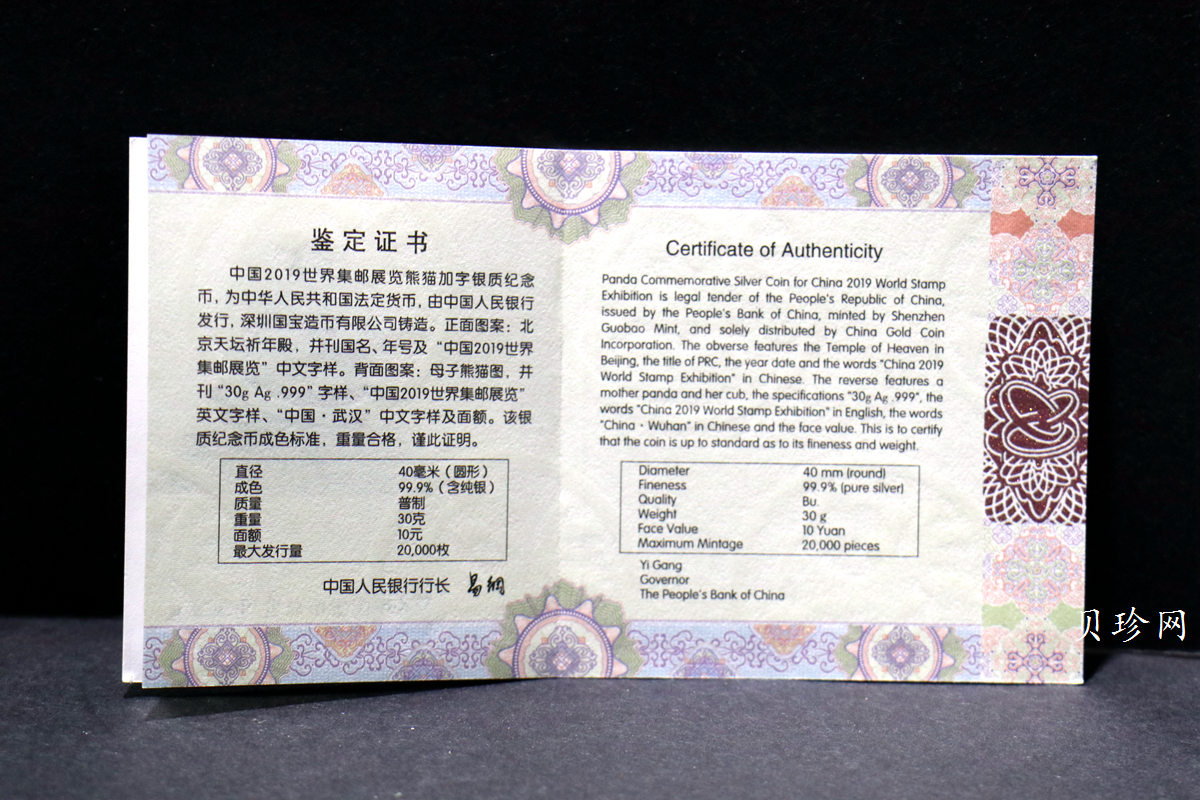 鉴定证书
中国2019世界集邮展览熊猫加字银质纪念
币，为中华人民共和国法定货币，由中国人民银行
发行，深圳国宝造币有限公司铸造。正面图案：北
京天坛祈年殿，并刊国名、年号及“中国2019世界
集邮展览”中文字样。背面图案：母子熊猫图，并
刊“30g Ag .999”字样、“中国2019世界集邮展览”
英文字样、“中国·武汉”中文字样及面额。该银
质纪念币成色标准，重量合格，谨此证明。
直径 40毫米（圆形）
成色 99.9%（含纯银）
质量 普制
重量 30克
面额 10元
最大发行量 20,000枚
中国人民银行行长 易纲
Certificate of Authenticity
Panda Commemorative Silver Coin for China 2019 World Stamp
Exhibition is legal tender of the People's Republic of China,
issued by the People's Bank of China, minted by Shenzhen
Guobao Mint, and solely distributed by China Gold Coin
Incorporation. The obverse features the Temple of Heaven in
Beijing, the title of PRC, the year date and the words "China 2019
World Stamp Exhibition" in Chinese. The reverse features a
mother panda and her cub, the specifications "30g Ag .999", the
words "China 2019 World Stamp Exhibition" in English, the words
"China·Wuhan" in Chinese and the face value. This is to certify
that the coin is up to standard as to its fineness and weight.
Diameter 40 mm (round)
Fineness 99.9% (pure silver)
Quality Bu
Weight 30 g
Face Value 10 Yuan
Maximum Mintage 20,000 pieces
Yi Gang
Governor
The People's Bank of China
贝珍网